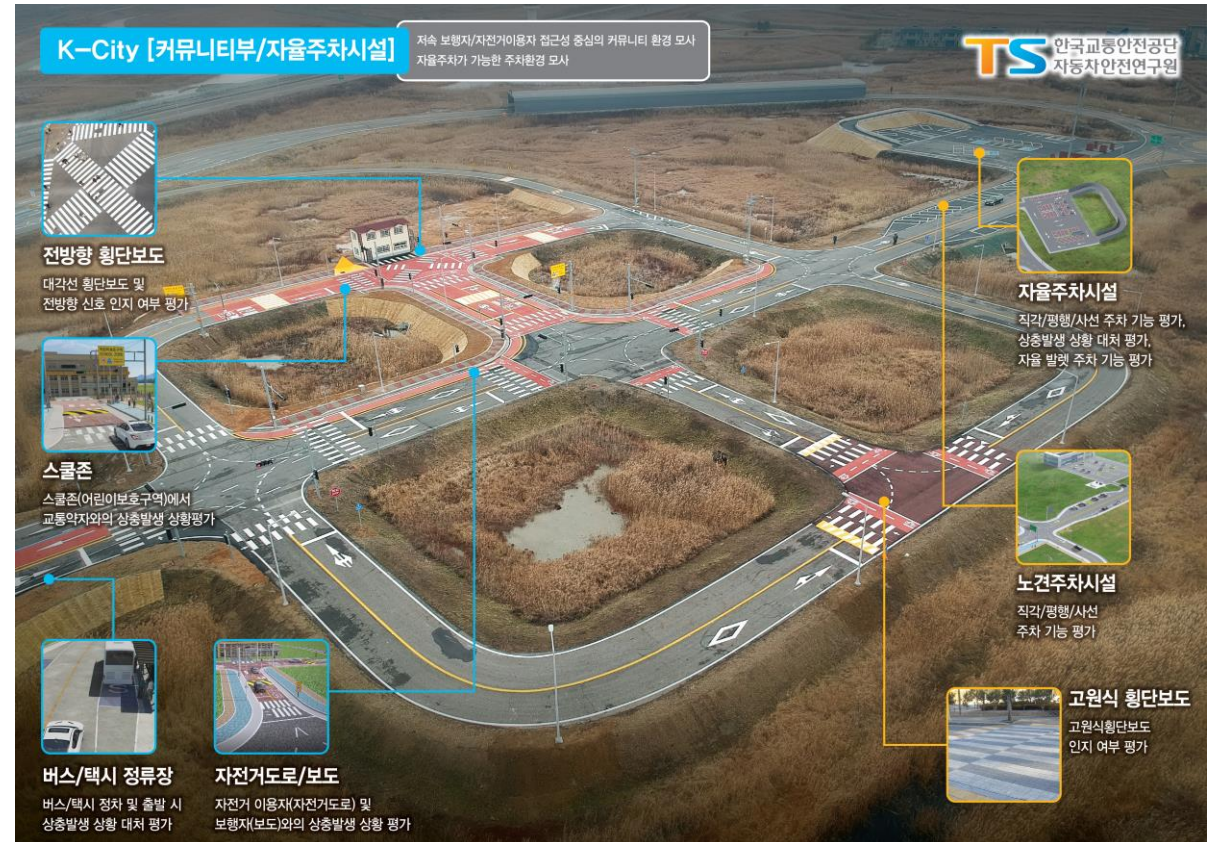 K-City [커뮤니티부/자율주차시설]
저속 보행자/자전거이용자 접근성 중심의 커뮤니티 환경 모사
자율주차가 가능한 주차환경 모사
TS 한국교통안전공단
자동차안전연구원
전방향 횡단보도
대각선 횡단보도 및
전방향 신호 인지 여부 평가
스쿨존
스쿨존(어린이보호구역)에서
교통약자와의 상충발생 상황평가
버스/택시 정류장
버스/택시 정차 및 출발 시
상충발생 상황 대처 평가
자전거도로/보도
자전거 이용자(자전거도로) 및
보행자(보도)와의 상충발생 상황 평가
자율주차시설
직각/평행/사선 주차 기능 평가,
상충발생 상황 대처 평가,
자율 발렛 주차 기능 평가
노견주차시설
직각/평행/사선
주차 기능 평가
고원식 횡단보도
고원식횡단보도
인지 여부 평가